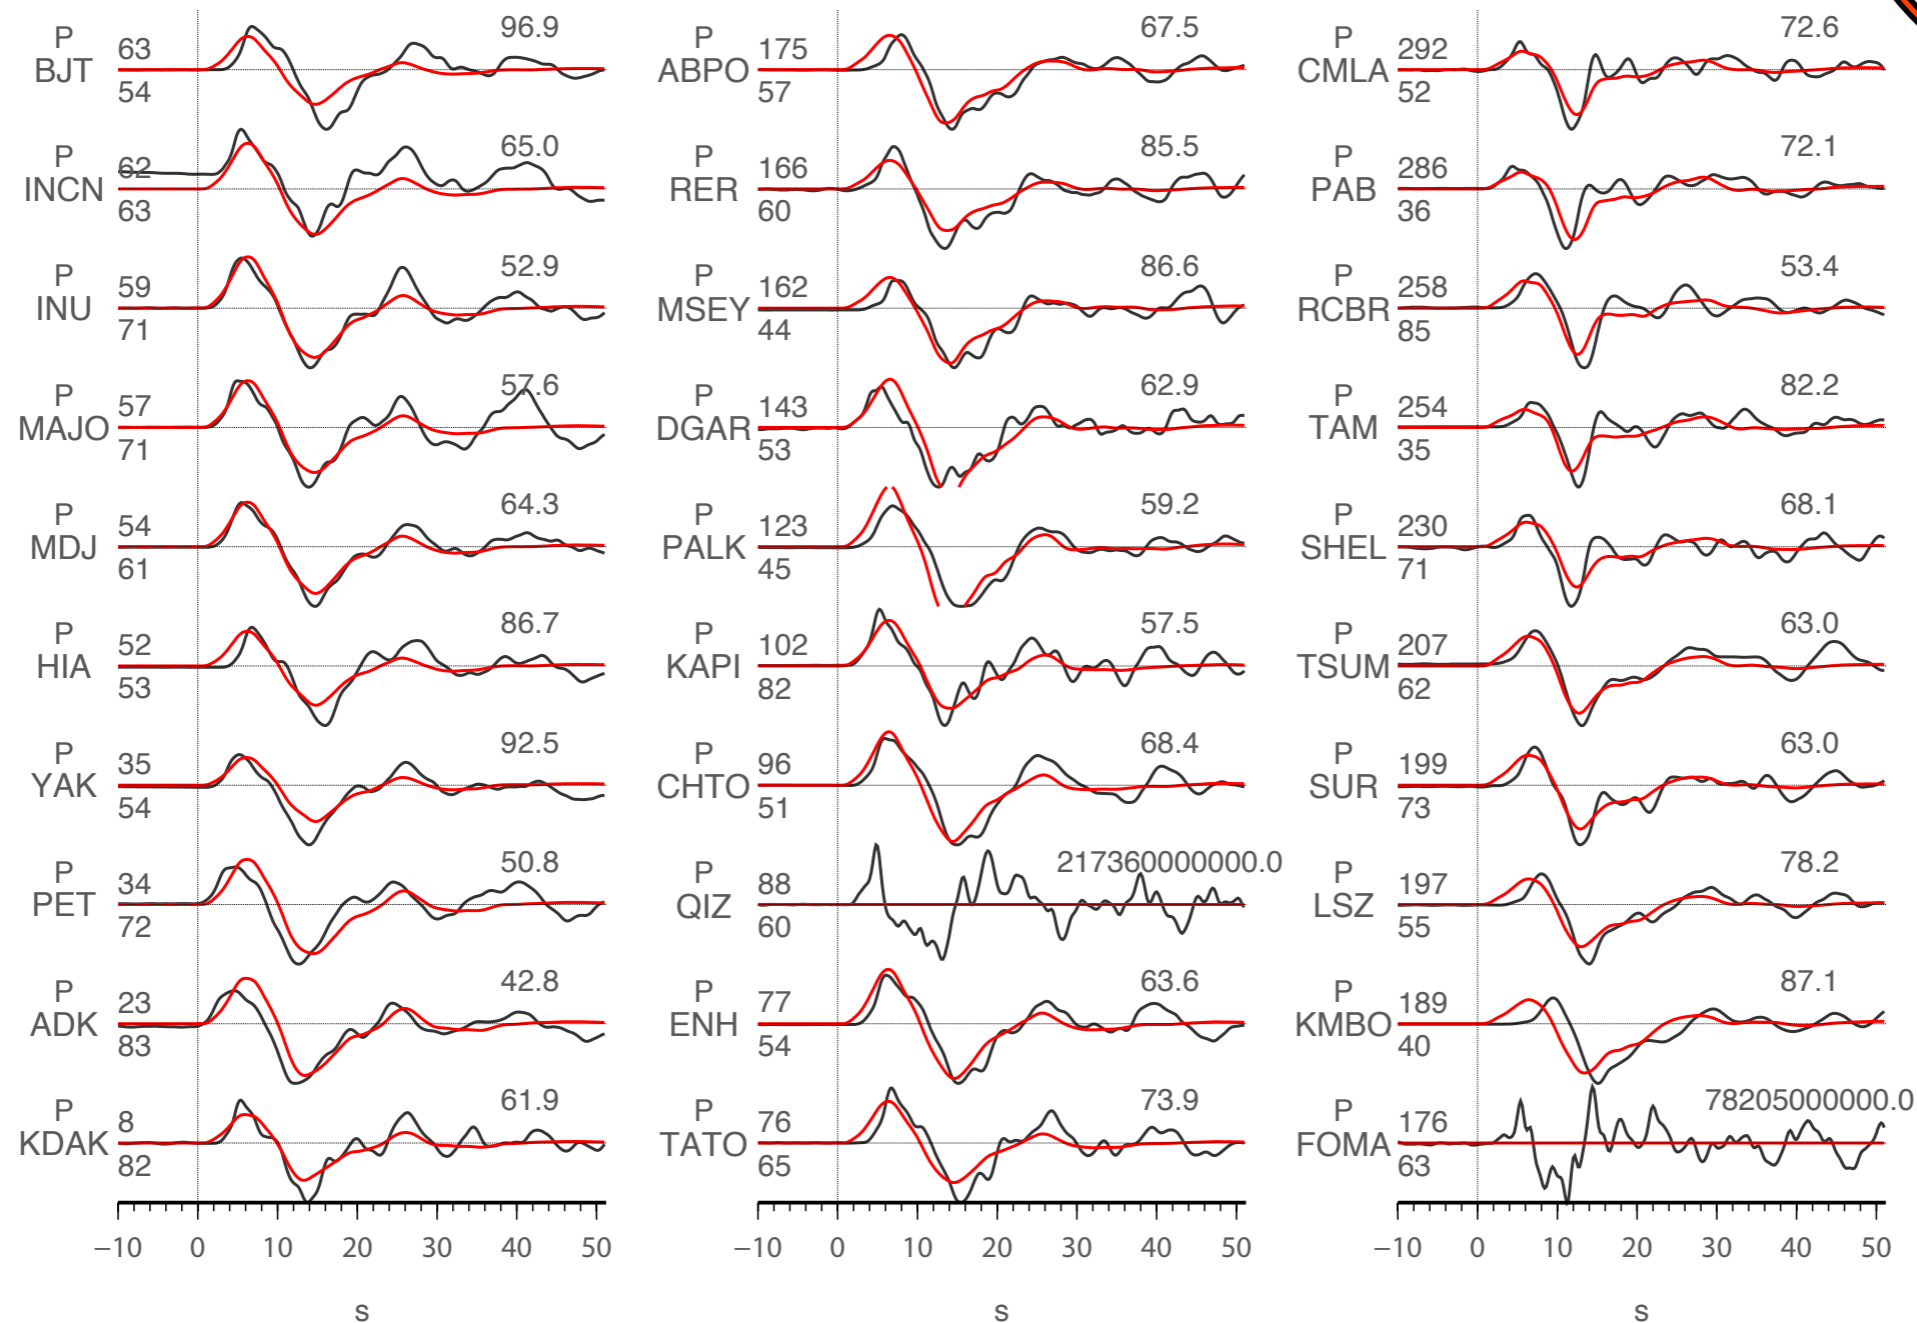 P
BJT
63
54
96.9
P
INCN
62
63
65.0
P
INU
59
71
52.9
P
MAJO
57
71
57.6
P
MDJ
54
61
64.3
P
HIA
52
53
86.7
P
YAK
35
54
92.5
P
PET
34
72
50.8
P
ADK
23
83
42.8
P
KDAK
8
82
61.9
−10 0 10 20 30 40 50
s
P
ABPO
175
57
67.5
P
RER
166
60
85.5
P
MSEY
162
44
86.6
P
DGAR
143
53
62.9
P
PALK
123
45
59.2
P
KAPI
102
82
57.5
P
CHTO
96
51
68.4
P
QIZ
88
60
217360000000.0
P
ENH
77
54
63.6
P
TATO
76
65
73.9
−10 0 10 20 30 40 50
s
P
CMLA
292
52
72.6
P
PAB
286
36
72.1
P
RCBR
258
85
53.4
P
TAM
254
35
82.2
P
SHEL
230
71
68.1
P
TSUM
207
62
63.0
P
SUR
199
73
63.0
P
LSZ
197
55
78.2
P
KMBO
189
40
87.1
P
FOMA
176
63
78205000000.0
−10 0 10 20 30 40 50
s